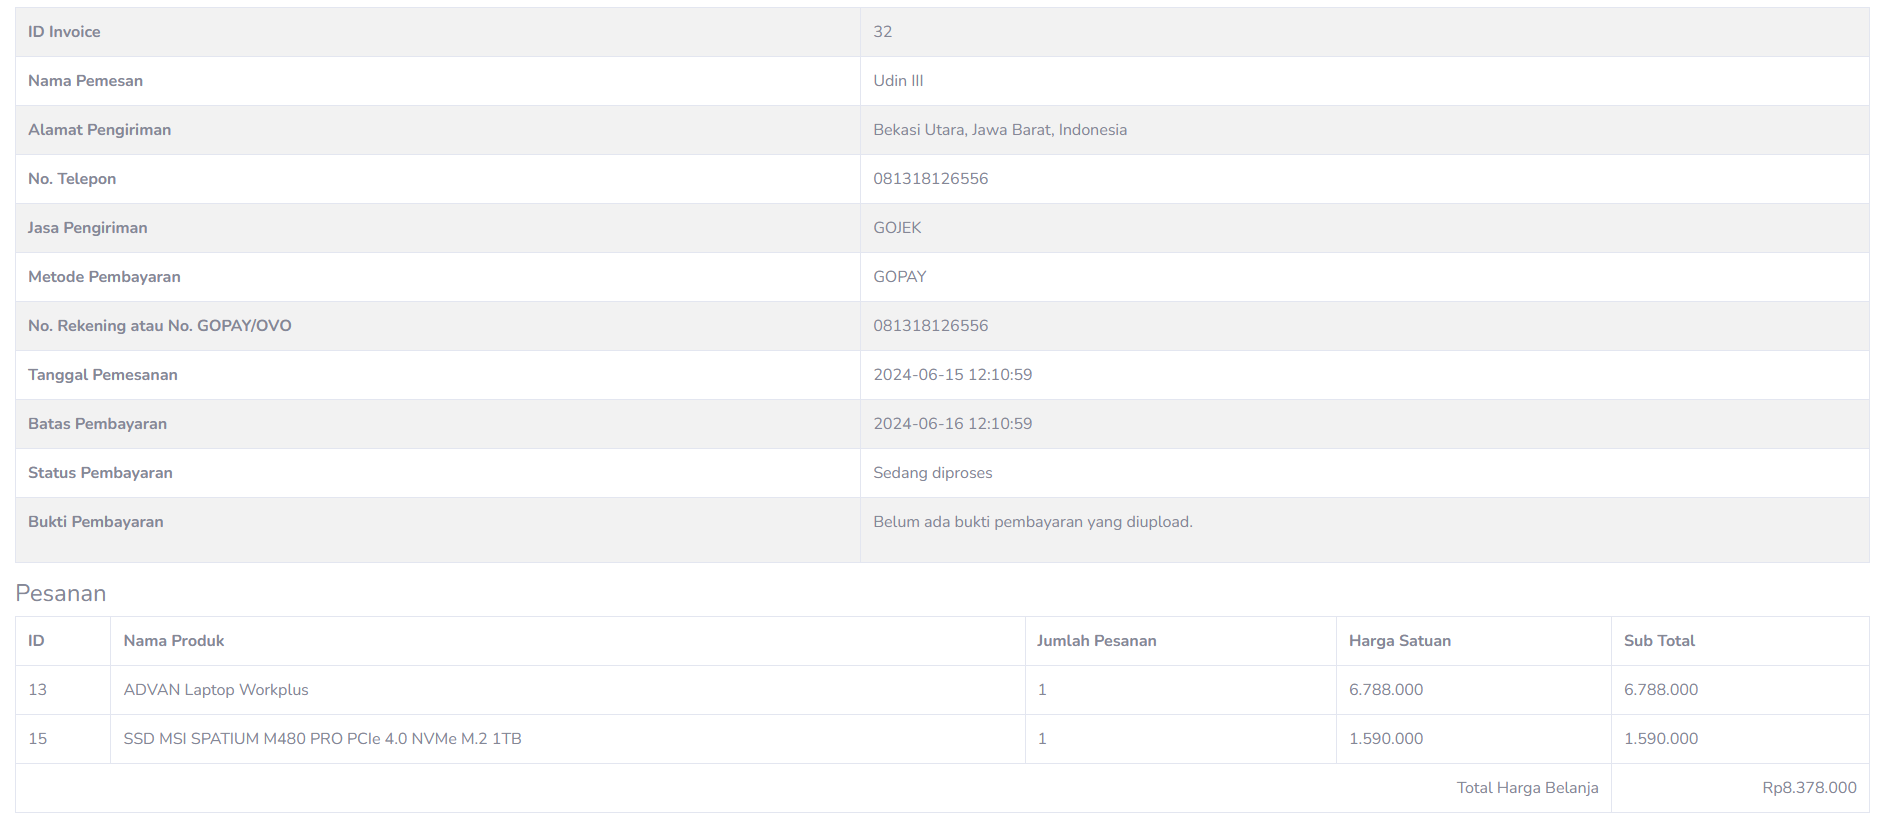 ID Invoice 32
Nama Pemesan Udin III
Alamat Pengiriman Bekasi Utara, Jawa Barat, Indonesia
No. Telepon 081318126556
Jasa Pengiriman GOJEK
Metode Pembayaran GOPAY
No. Rekening atau No. GOPAY/OVO 081318126556
Tanggal Pemesanan 2024-06-15 12:10:59
Batas Pembayaran 2024-06-16 12:10:59
Status Pembayaran Sedang diproses
Bukti Pembayaran Belum ada bukti pembayaran yang diupload.
Pesanan
ID Nama Produk Jumlah Pesanan Harga Satuan Sub Total
13 ADVAN Laptop Workplus 1 6.788.000 6.788.000
15 SSD MSI SPATIUM M480 PRO PCIe 4.0 NVMe M.2 1TB 1 1.590.000 1.590.000
Total Harga Belanja Rp8.378.000